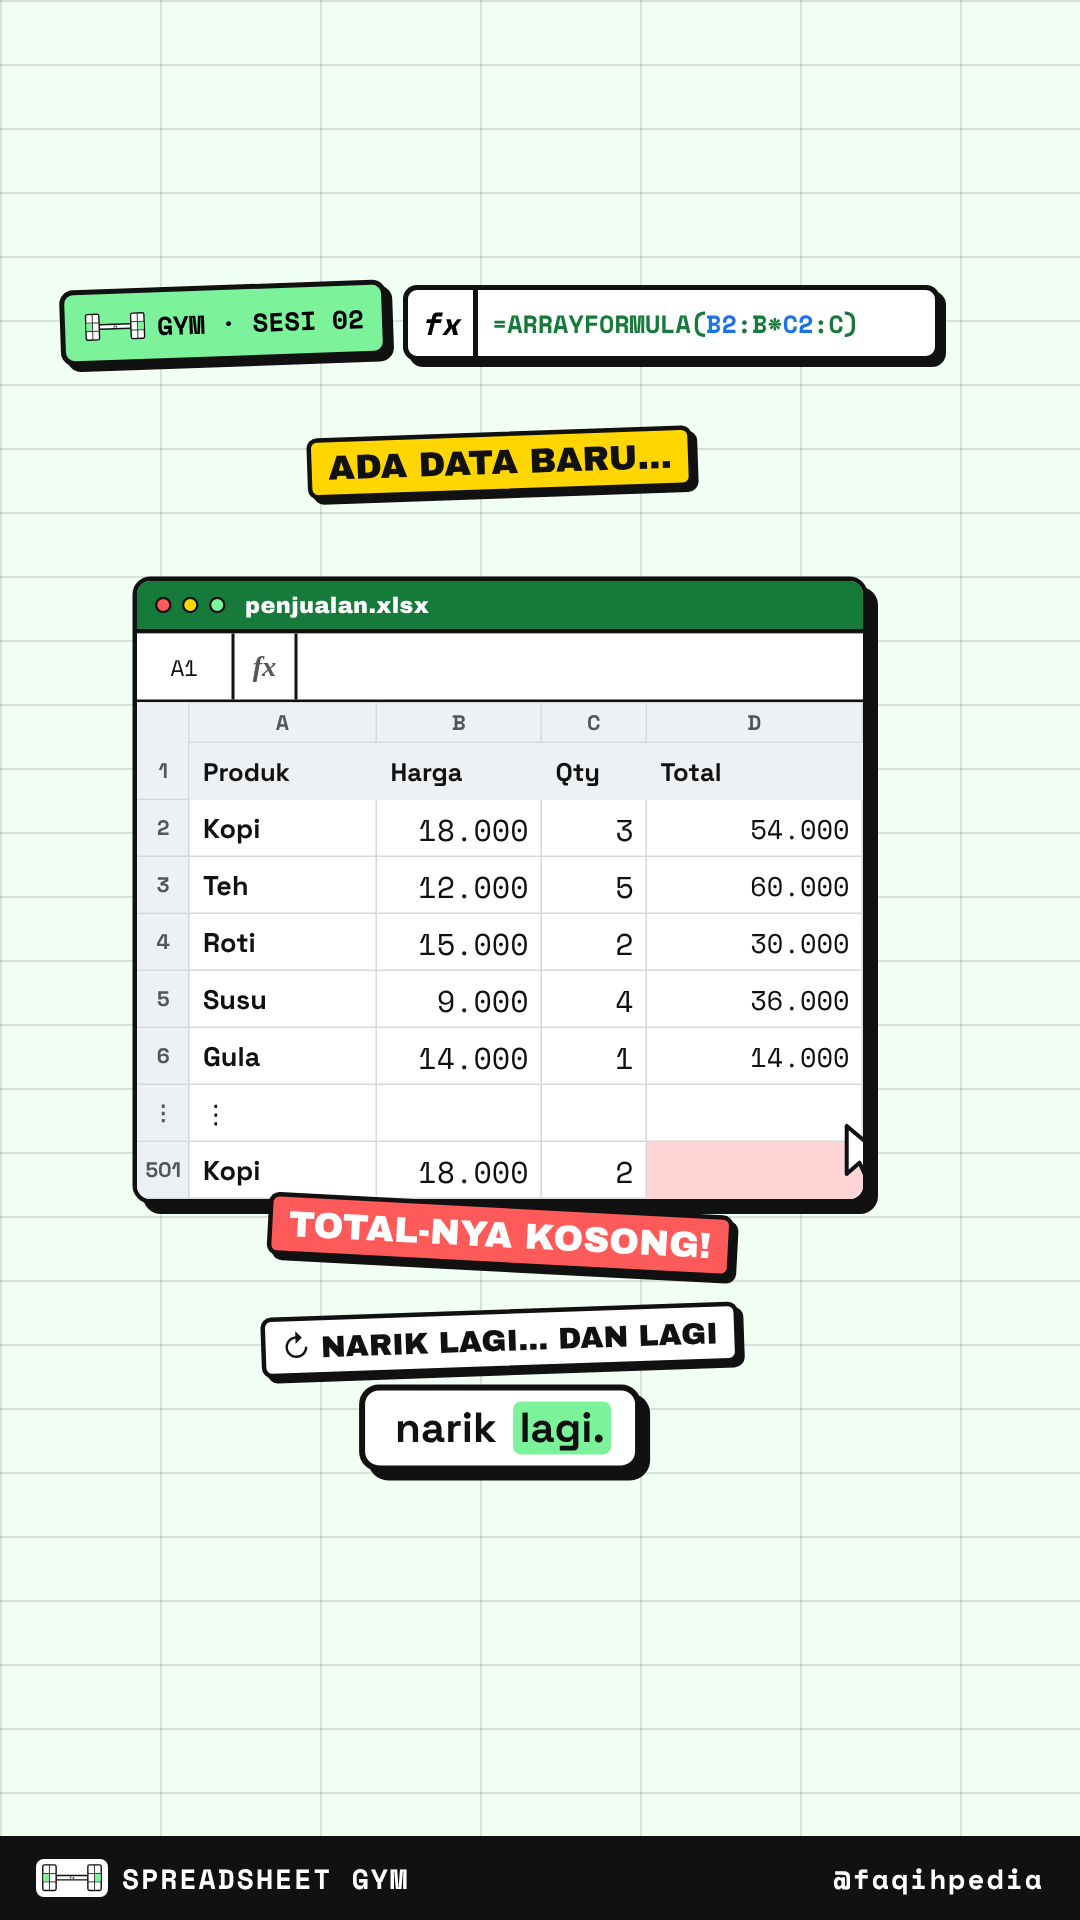 GYM · SESI 02
fx =ARRAYFORMULA(B2:B*C2:C)
ADA DATA BARU...
penjualan.xlsx
A1 fx
A B C D
1 Produk Harga Qty Total
2 Kopi 18.000 3 54.000
3 Teh 12.000 5 60.000
4 Roti 15.000 2 30.000
5 Susu 9.000 4 36.000
6 Gula 14.000 1 14.000
⋮ ⋮
501 Kopi 18.000 2
TOTAL-NYA KOSONG!
↻ NARIK LAGI... DAN LAGI
narik lagi.
SPREADSHEET GYM
@faqihpedia